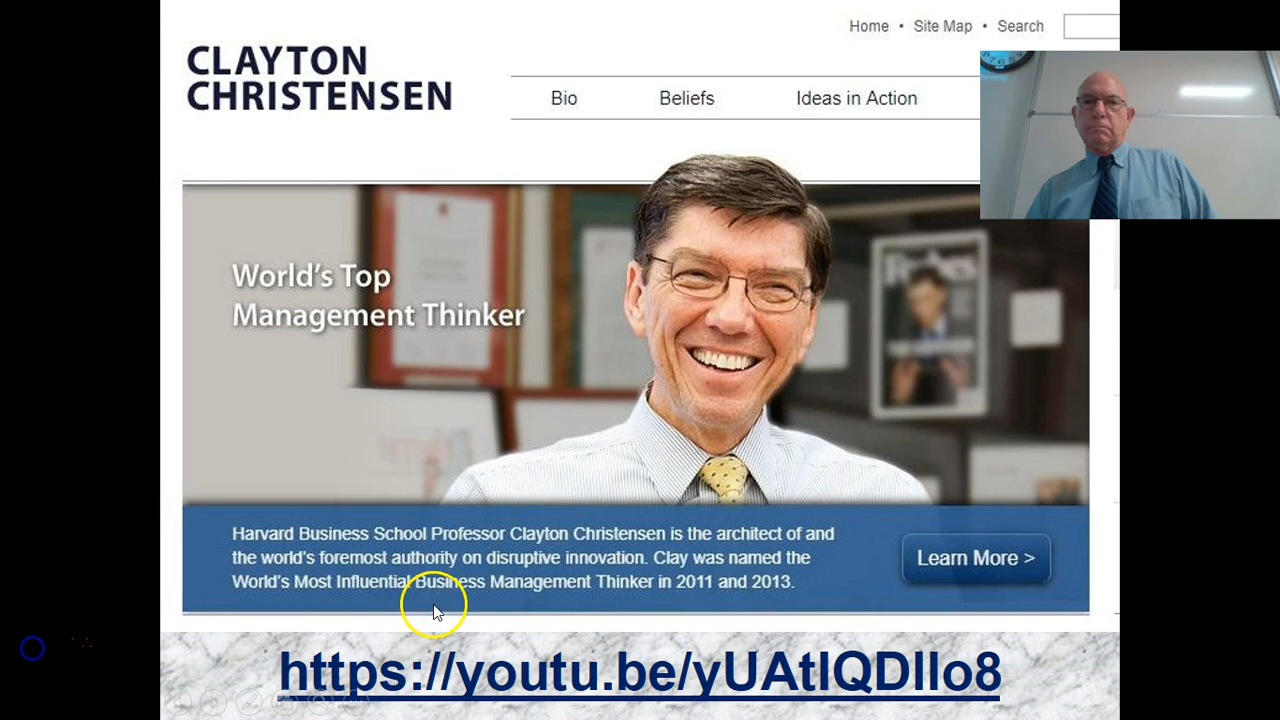 Home • Site Map • Search
CLAYTON
CHRISTENSEN
Bio Beliefs Ideas in Action
World's Top
Management Thinker
Harvard Business School Professor Clayton Christensen is the architect of and
the world's foremost authority on disruptive innovation. Clay was named the
World's Most Influential Business Management Thinker in 2011 and 2013.
Learn More >
https://youtu.be/yUAtIQDllo8